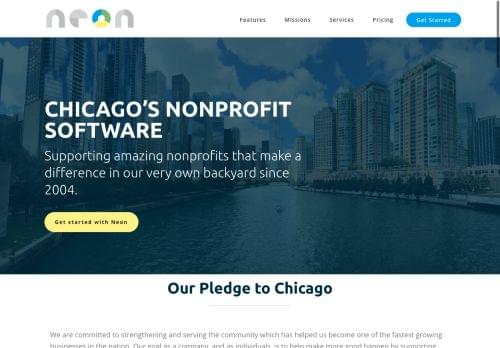 neon
Features Missions Services Pricing Get Started
CHICAGO'S NONPROFIT
SOFTWARE
Supporting amazing nonprofits that make a
difference in our very own backyard since
2004.
Get started with Neon
Our Pledge to Chicago
We are committed to strengthening and serving the community which has helped us become one of the fastest growing
businesses in the nation. Our goal as a company, and as individuals, is to help make more good happen by supporting